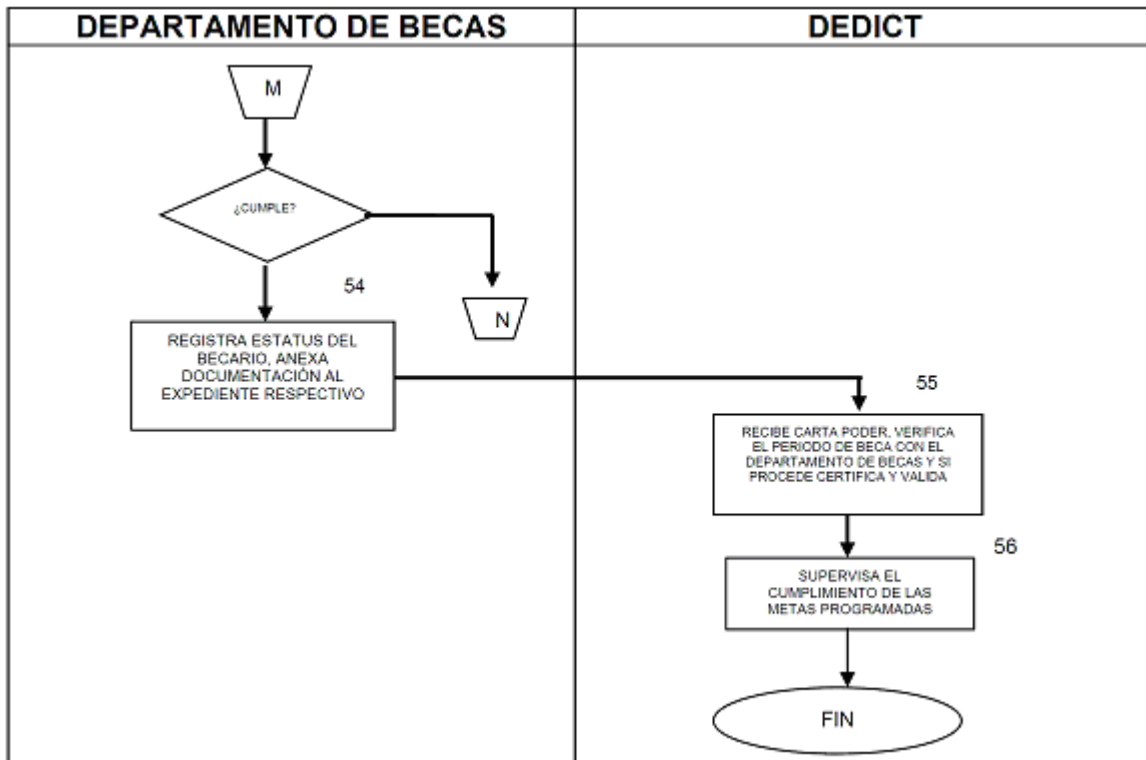 DEPARTAMENTO DE BECAS
DEDICT
M
¿CUMPLE?
54
N
REGISTRA ESTATUS DEL
BECARIO, ANEXA
DOCUMENTACIÓN AL
EXPEDIENTE RESPECTIVO
55
RECIBE CARTA PODER, VERIFICA
EL PERIODO DE BECA CON EL
DEPARTAMENTO DE BECAS Y SI
PROCEDE CERTIFICA Y VALIDA
56
SUPERVISA EL
CUMPLIMIENTO DE LAS
METAS PROGRAMADAS
FIN